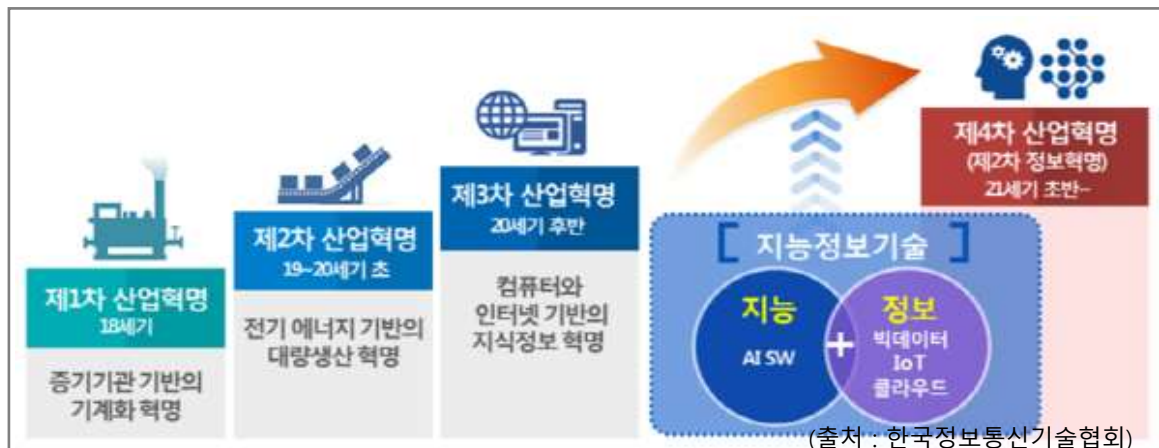 제1차 산업혁명
18세기
증기기관 기반의
기계화 혁명
제2차 산업혁명
19~20세기 초
전기 에너지 기반의
대량생산 혁명
제3차 산업혁명
20세기 후반
컴퓨터와
인터넷 기반의
지식정보 혁명
[ 지능정보기술 ]
지능
AI SW
+
정보
빅데이터
IoT
클라우드
제4차 산업혁명
(제2차 정보혁명)
21세기 초반~
(출처 : 한국정보통신기술협회)